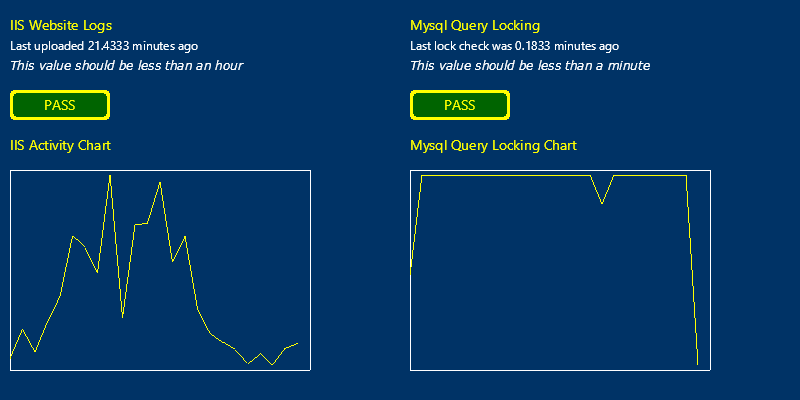 IIS Website Logs
Last uploaded 21.4333 minutes ago
This value should be less than an hour
PASS
IIS Activity Chart
Mysql Query Locking
Last lock check was 0.1833 minutes ago
This value should be less than a minute
PASS
Mysql Query Locking Chart